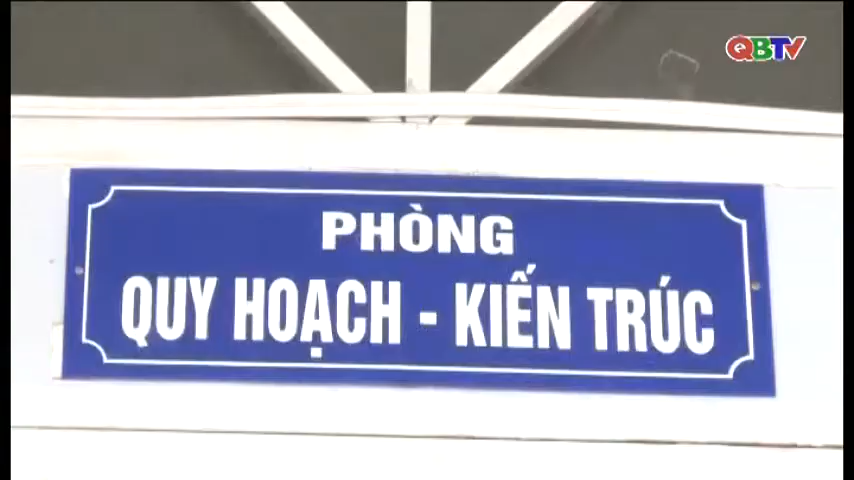 QBTV
PHÒNG
QUY HOẠCH - KIẾN TRÚC